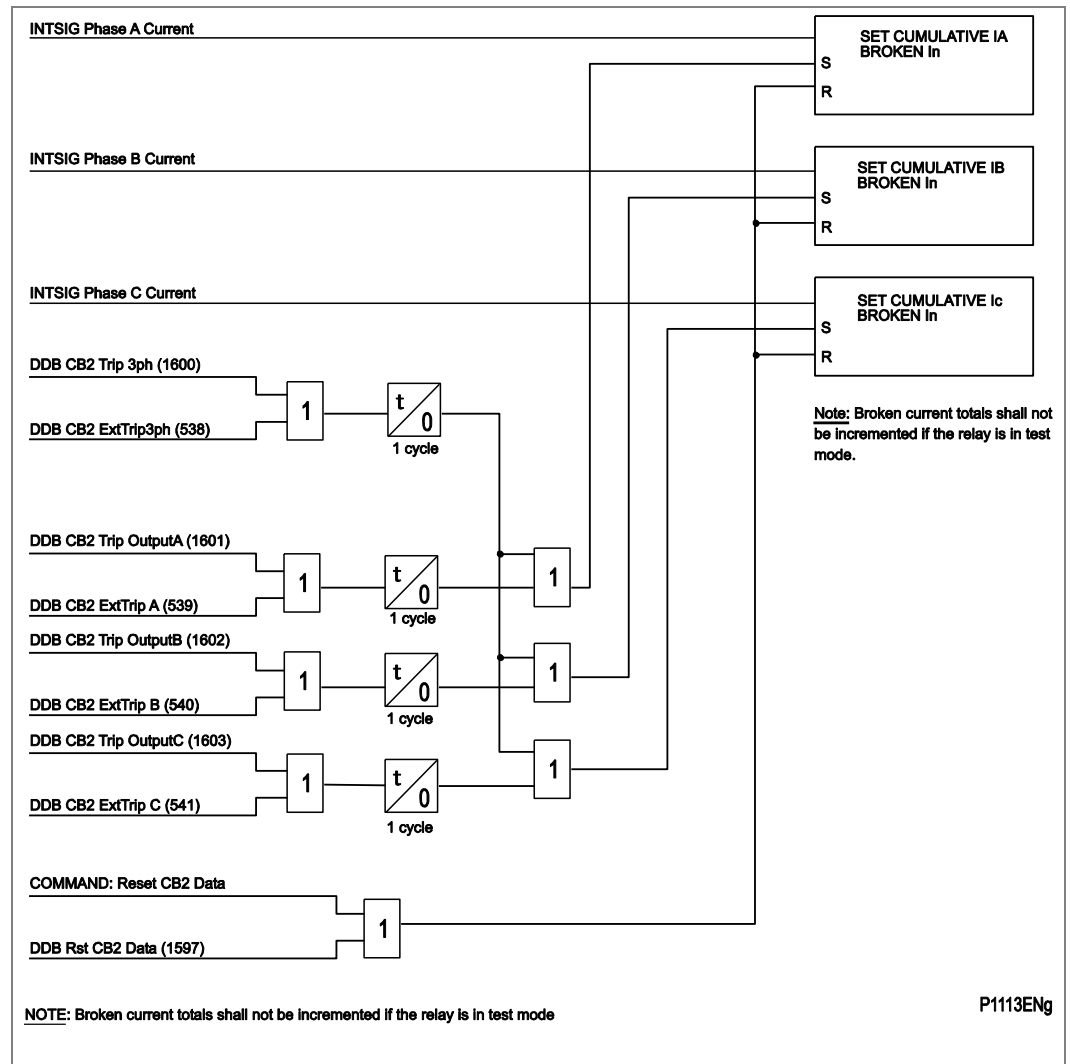 INTSIG Phase A Current
SET CUMULATIVE IA
BROKEN In
S
R
INTSIG Phase B Current
SET CUMULATIVE IB
BROKEN In
S
R
INTSIG Phase C Current
SET CUMULATIVE Ic
BROKEN In
S
R
DDB CB2 Trip 3ph (1600)
1
t
0
DDB CB2 ExtTrip3ph (538)
1 cycle
Note: Broken current totals shall not
be incremented if the relay is in test
mode.
DDB CB2 Trip OutputA (1601)
1
t
0
1
DDB CB2 ExtTrip A (539)
1 cycle
DDB CB2 Trip OutputB (1602)
1
t
0
1
DDB CB2 ExtTrip B (540)
1 cycle
DDB CB2 Trip OutputC (1603)
1
t
0
1
DDB CB2 ExtTrip C (541)
1 cycle
COMMAND: Reset CB2 Data
1
DDB Rst CB2 Data (1597)
NOTE: Broken current totals shall not be incremented if the relay is in test mode
P1113ENg